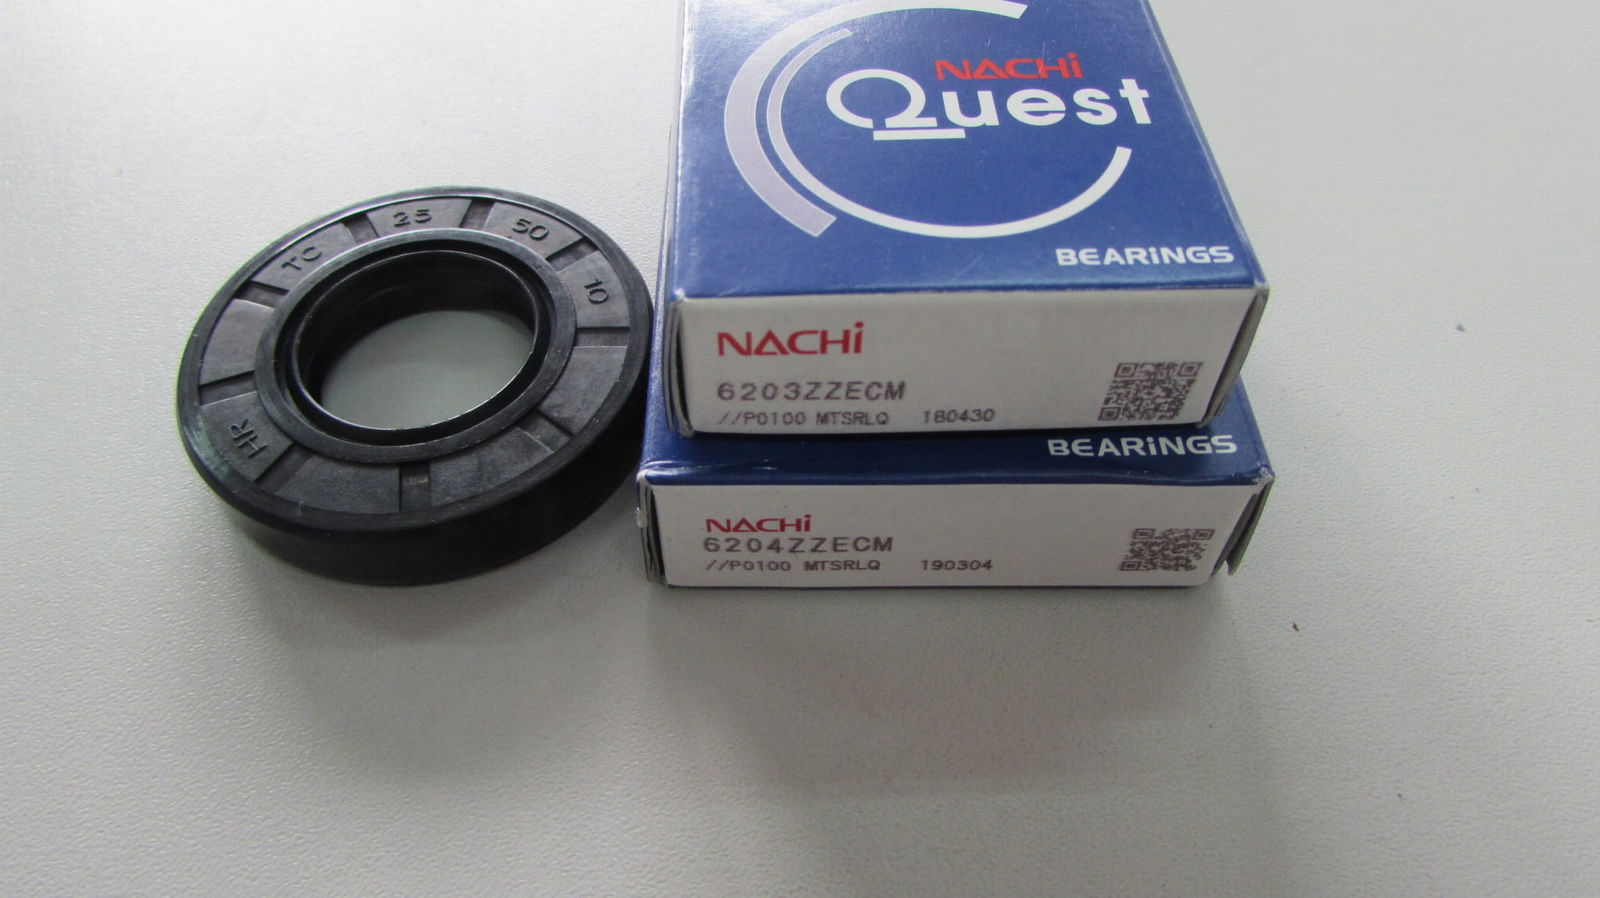 NACHi
Quest
BEARiNGS
NACHi
6203ZZECM
//P0100 MTSRLQ 180430
BEARiNGS
NACHi
6204ZZECM
//P0100 MTSRLQ 190304
HR TC 25 50 10